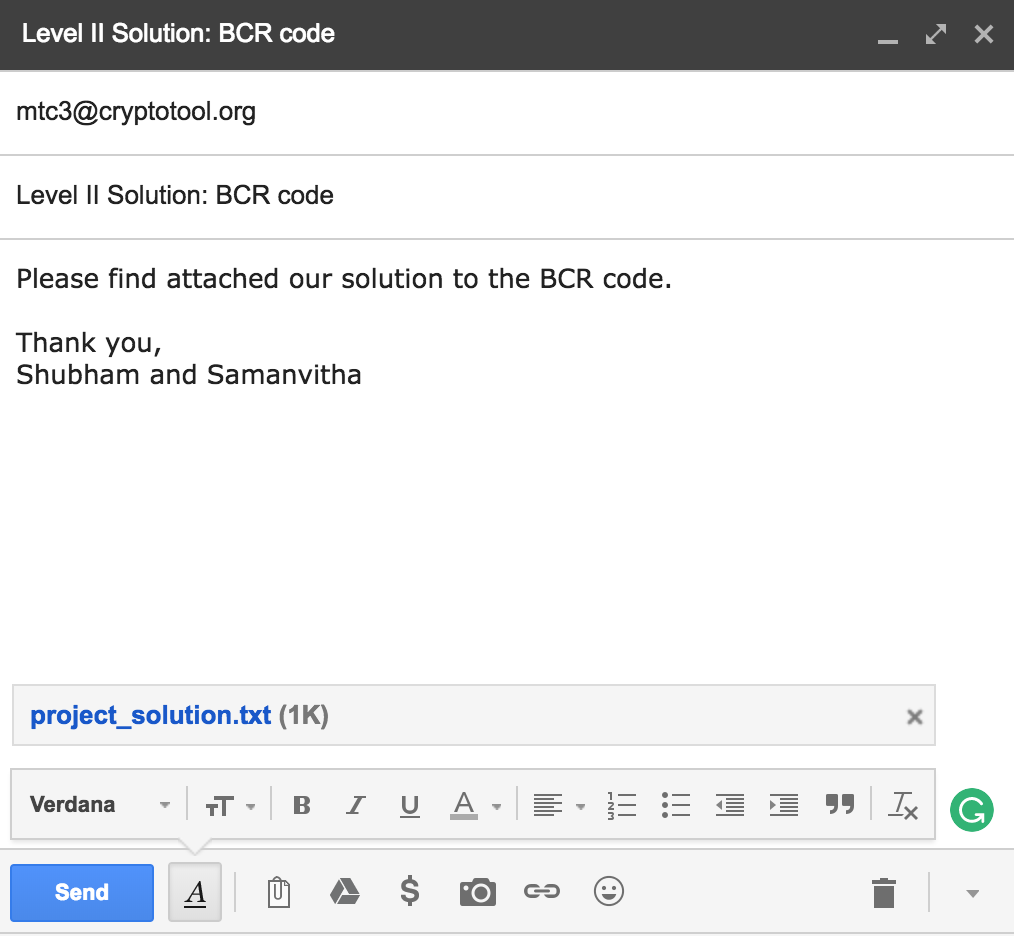 Level II Solution: BCR code
mtc3@cryptotool.org
Level II Solution: BCR code
Please find attached our solution to the BCR code.
Thank you,
Shubham and Samanvitha
project_solution.txt (1K)
Verdana
Send